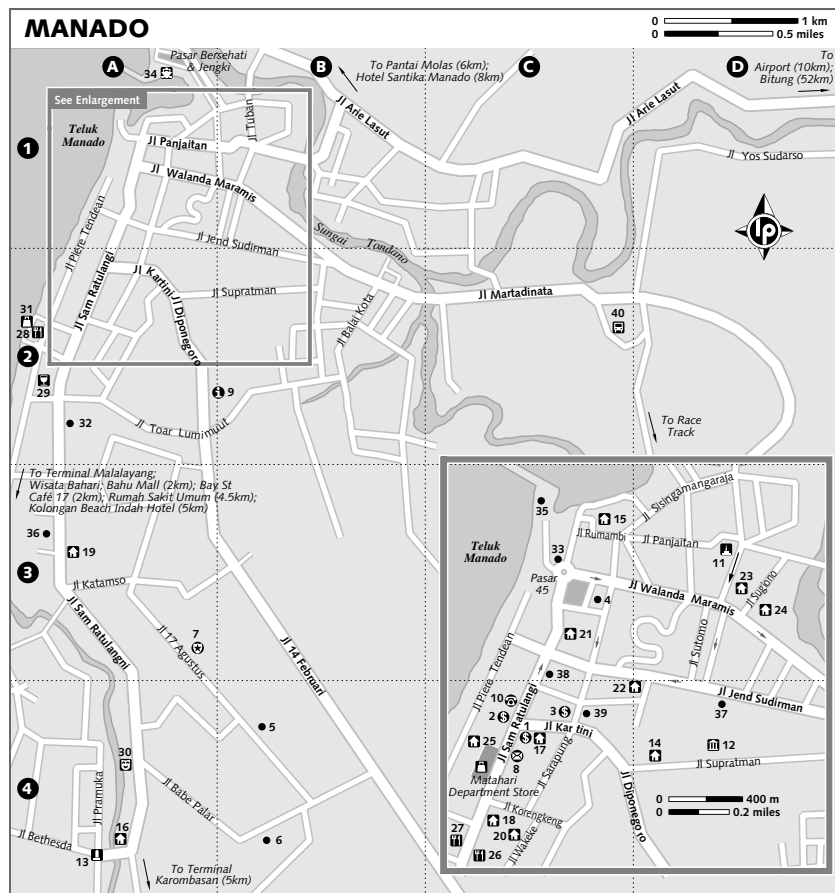 MANADO
0 1 km
0 0.5 miles
A
B
C
D
Pasar Bersehati
& Jengki
34
To Pantai Molas (6km);
Hotel Santika Manado (8km)
To
Airport (10km);
Bitung (52km)
See Enlargement
Teluk
Manado
1
Jl Tuban
Jl Arie Lasut
Jl Arie Lasut
Jl Panjaitan
Jl Walanda Maramis
Jl Yos Sudarso
lp
Jl Piere Tendean
Sungai Tondano
Jl Jend Sudirman
Jl Sam Ratulangi
Jl Kartini
Jl Diponegoro
Jl Supratman
Jl Balai Kota
Jl Martadinata
40
31
28
2
29
9
32
Jl Toar Lumimuut
To Race
Track
To Terminal Malalayang;
Wisata Bahari; Bahu Mall (2km); Bay St
Café 17 (2km); Rumah Sakit Umum (4.5km);
Kolongan Beach Indah Hotel (5km)
36
19
3
Jl Katamso
Jl Sam Ratulangni
7
Jl 17 Agustus
Jl 14 Februari
5
30
4
Jl Pramuka
Jl Babe Palar
16
6
Jl Bethesda
13
To Terminal
Karombasan (5km)
35
15
Jl Sisingamangaraja
Jl Rumambi
Jl Panjaitan
Teluk
Manado
33
11
Pasar
45
23
Jl Sugiono
4
Jl Walanda Maramis
24
21
Jl Sutomo
Jl Piere Tendean
38
22
Jl Jend Sudirman
10
37
2
3
39
Jl Sam Ratulangi
1
Jl Kartini
25
17
14
12
8
Jl Sarapung
Jl Supratman
Matahari
Department Store
Jl Diponegoro
0 400 m
0 0.2 miles
Jl Korengkeng
18
27
20
Jl Wakeke
26